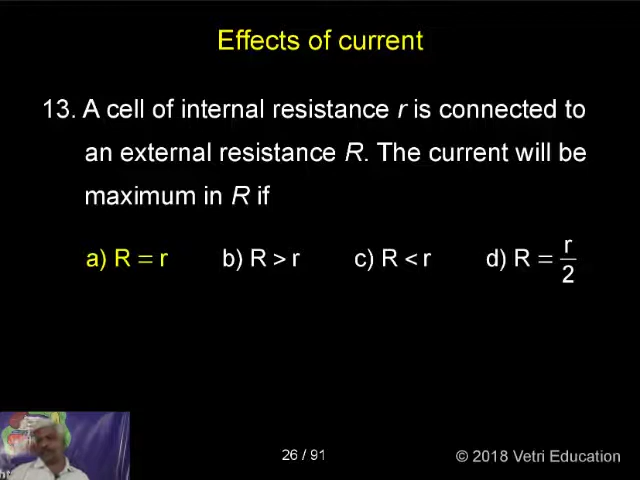 Effects of current
13. A cell of internal resistance r is connected to
an external resistance R. The current will be
maximum in R if
a) R = r b) R > r c) R < r d) R = r/2
26 / 91
© 2018 Vetri Education